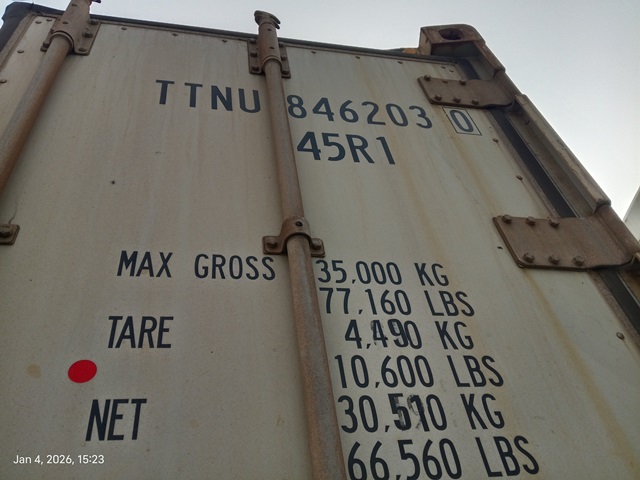 TTNU 846203 0
45R1
MAX GROSS 35,000 KG
77,160 LBS
TARE 4,490 KG
10,600 LBS
NET 30,510 KG
66,560 LBS
Jan 4, 2026, 15:23